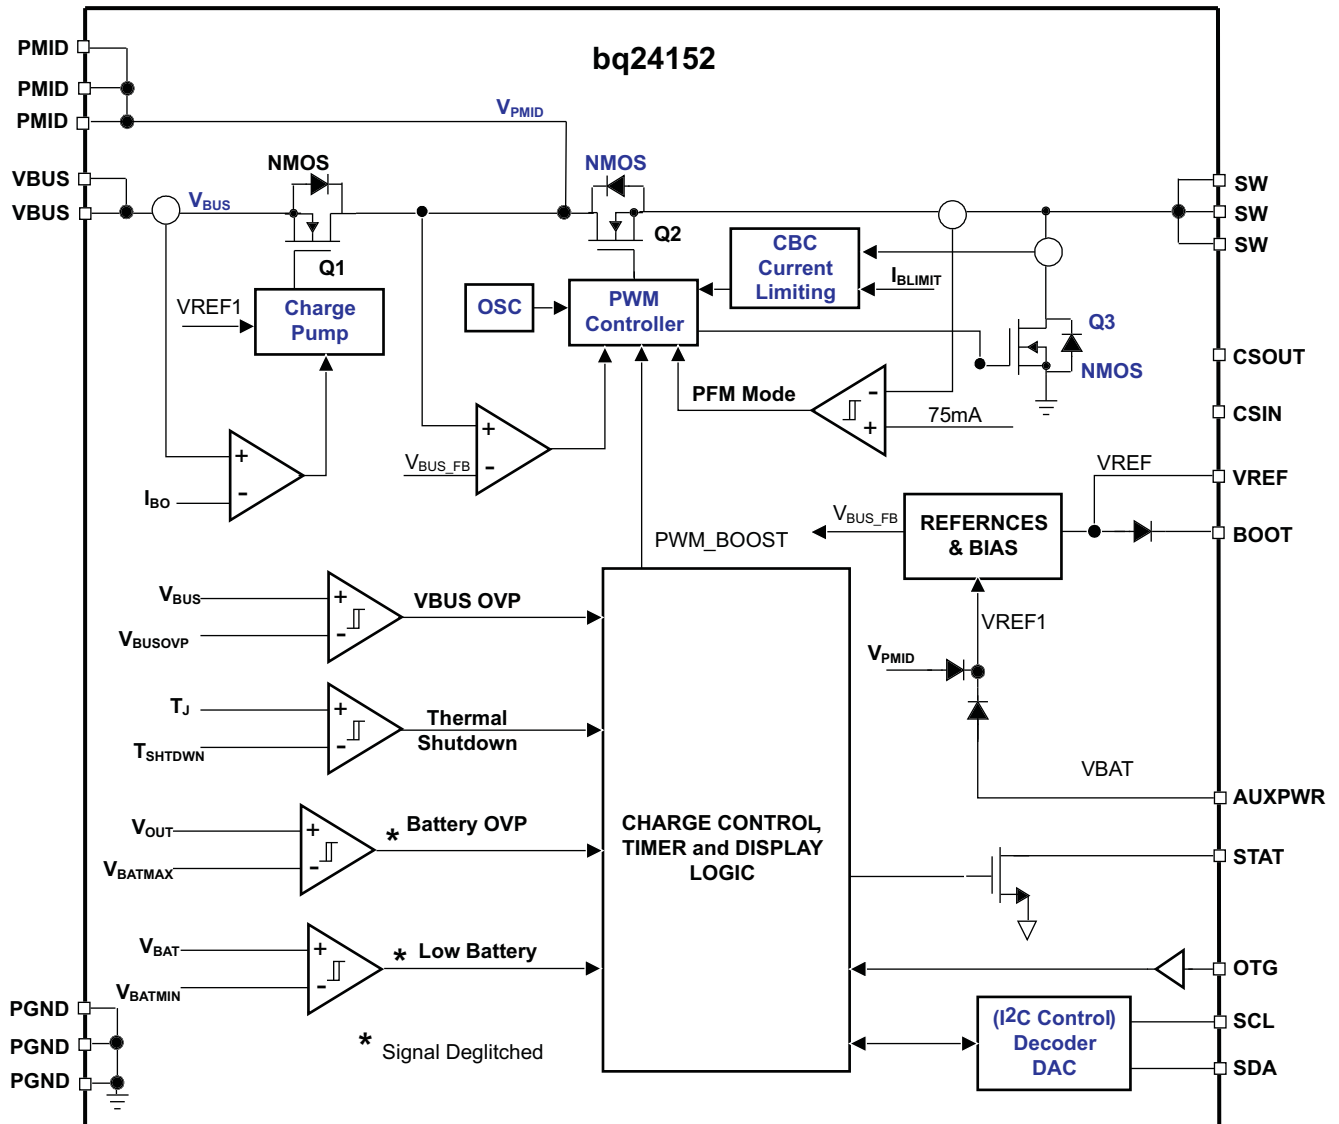 bq24152
PMID
PMID
PMID
VPMID
VBUS
VBUS
VBUS
NMOS
Q1
NMOS
Q2
SW
SW
SW
CBC
Current
Limiting
IBLIMIT
VREF1
Charge
Pump
OSC
PWM
Controller
Q3
NMOS
CSOUT
CSIN
PFM Mode
-
+
75mA
+
-
IBO
+
-
VBUS_FB
VREF
VREF
BOOT
VBUS_FB
REFERNCES
& BIAS
PWM_BOOST
VREF1
VPMID
VBAT
AUXPWR
VBUS
VBUSOVP
+
-
VBUS OVP
TJ
TSHTDWN
+
-
Thermal
Shutdown
VOUT
VBATMAX
+
-
* Battery OVP
VBAT
VBATMIN
+
-
* Low Battery
CHARGE CONTROL,
TIMER and DISPLAY
LOGIC
STAT
OTG
(I2C Control)
Decoder
DAC
SCL
SDA
PGND
PGND
PGND
* Signal Deglitched